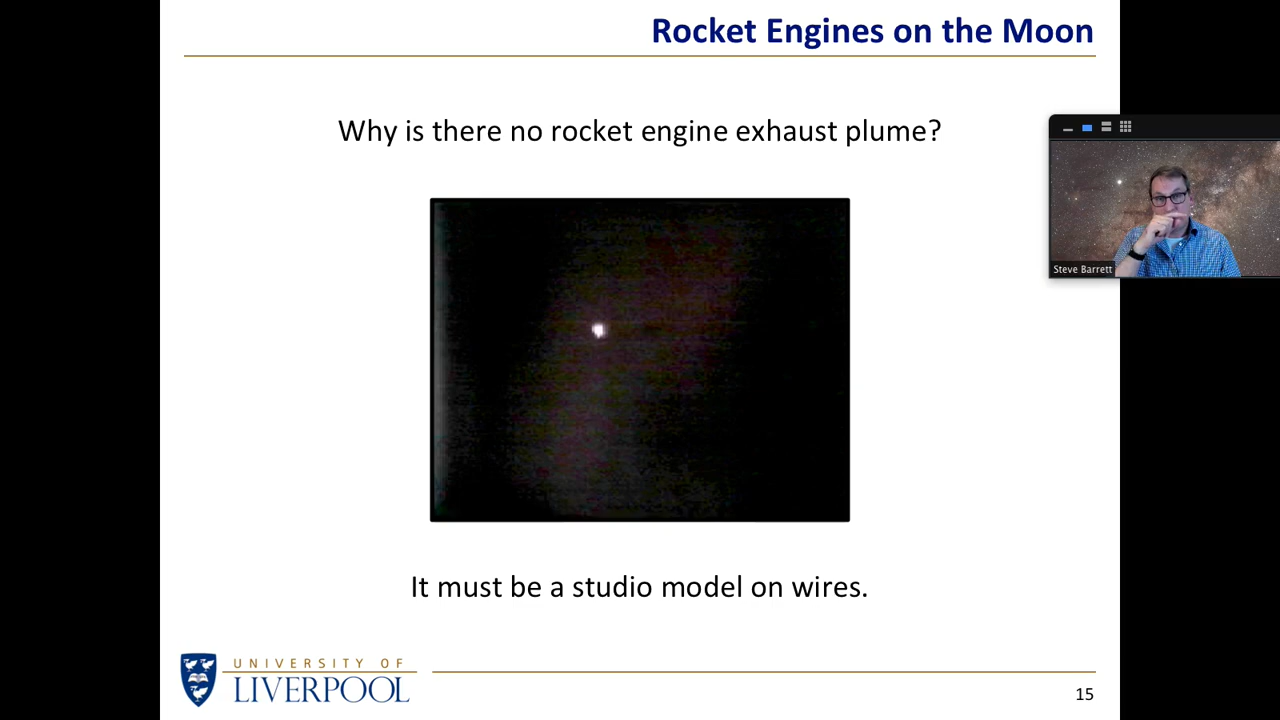 Rocket Engines on the Moon
Why is there no rocket engine exhaust plume?
Steve Barrett
It must be a studio model on wires.
UNIVERSITY OF
LIVERPOOL
15